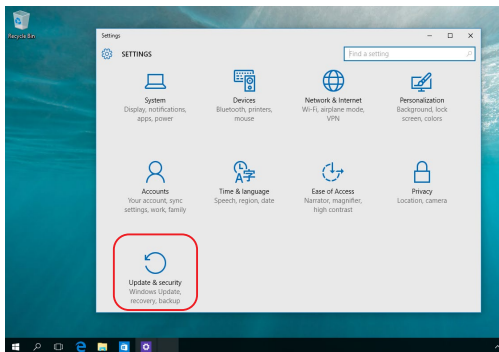 Recycle Bin
Settings
SETTINGS
Find a setting
System
Display, notifications,
apps, power
Devices
Bluetooth, printers,
mouse
Network & Internet
Wi-Fi, airplane mode,
VPN
Personalization
Background, lock
screen, colors
Accounts
Your account, sync
settings, work, family
Time & language
Speech, region, date
Ease of Access
Narrator, magnifier,
high contrast
Privacy
Location, camera
Update & security
Windows Update,
recovery, backup